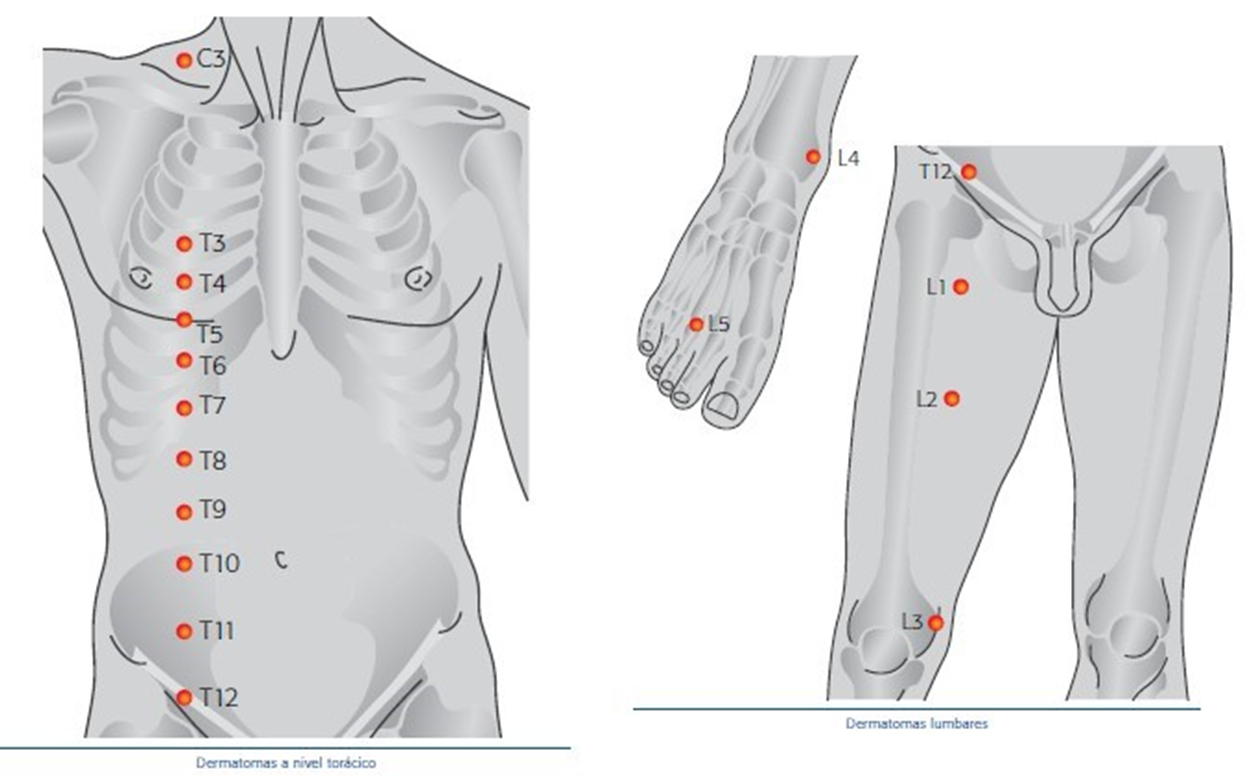 C3
T3
T4
T5
T6
T7
T8
T9
T10
T11
T12
Dermatomas a nivel torácico
L4
L5
T12
L1
L2
L3
Dermatomas lumbares